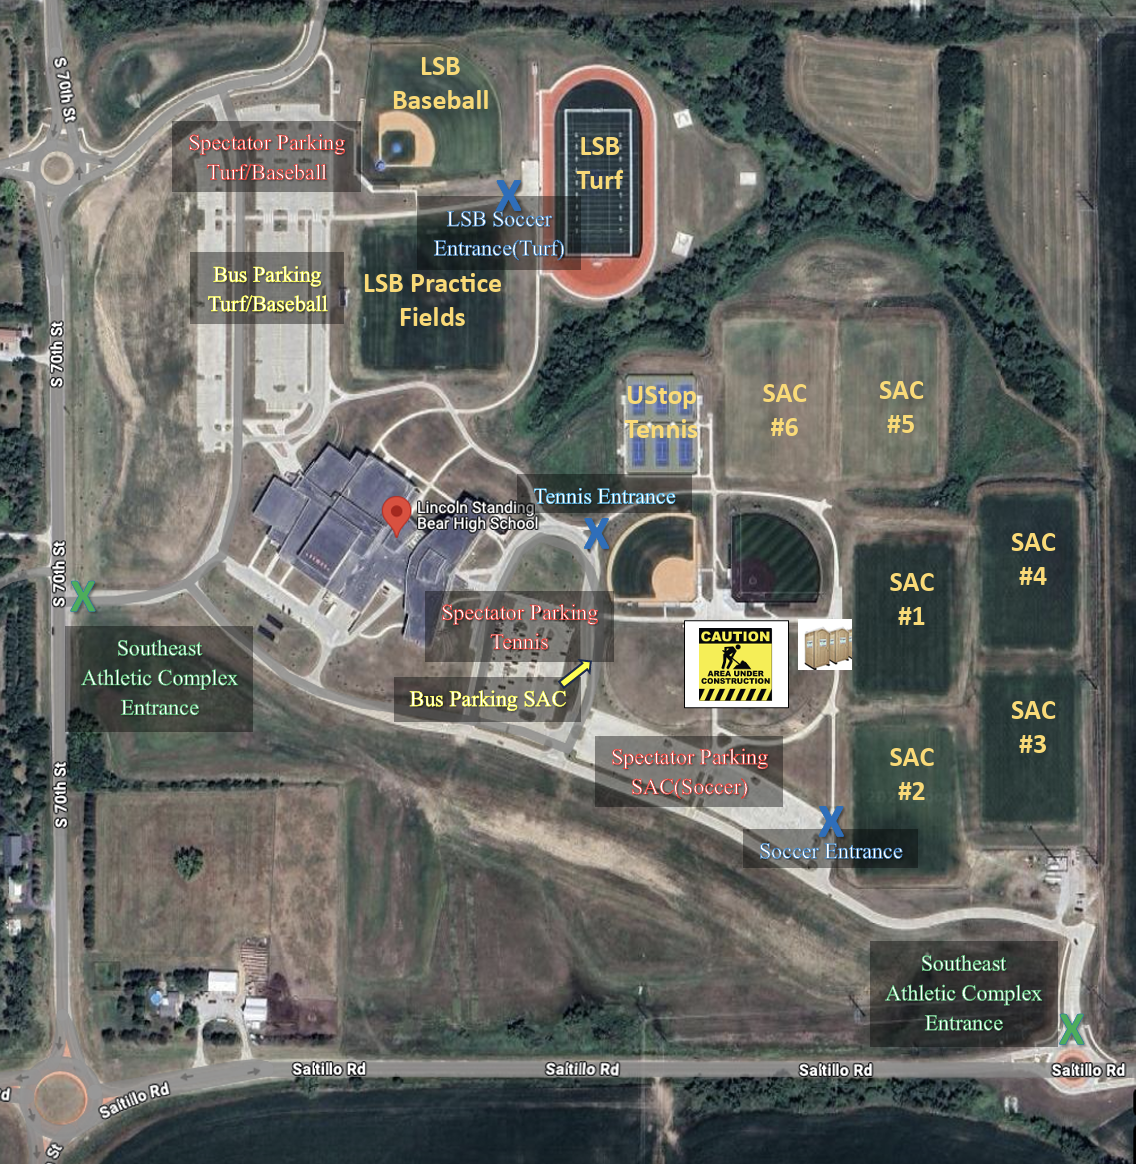 S 70th St
LSB
Baseball
Spectator Parking
Turf/Baseball
LSB
Turf
X
LSB Soccer
Entrance(Turf)
Bus Parking
Turf/Baseball
LSB Practice
Fields
S 70th St
UStop
Tennis
SAC
#6
SAC
#5
Tennis Entrance
X
Lincoln Standing
Bear High School
SAC
#4
S 70th St
X
SAC
#1
Southeast
Athletic Complex
Entrance
Spectator Parking
Tennis
CAUTION
AREA UNDER
CONSTRUCTION
Bus Parking SAC
SAC
#3
Spectator Parking
SAC(Soccer)
SAC
#2
S 70th St
X
Soccer Entrance
Southeast
Athletic Complex
Entrance
X
Saltillo Rd
Saltillo Rd
Saltillo Rd
Saltillo Rd
Saltillo Rd
Rd
St